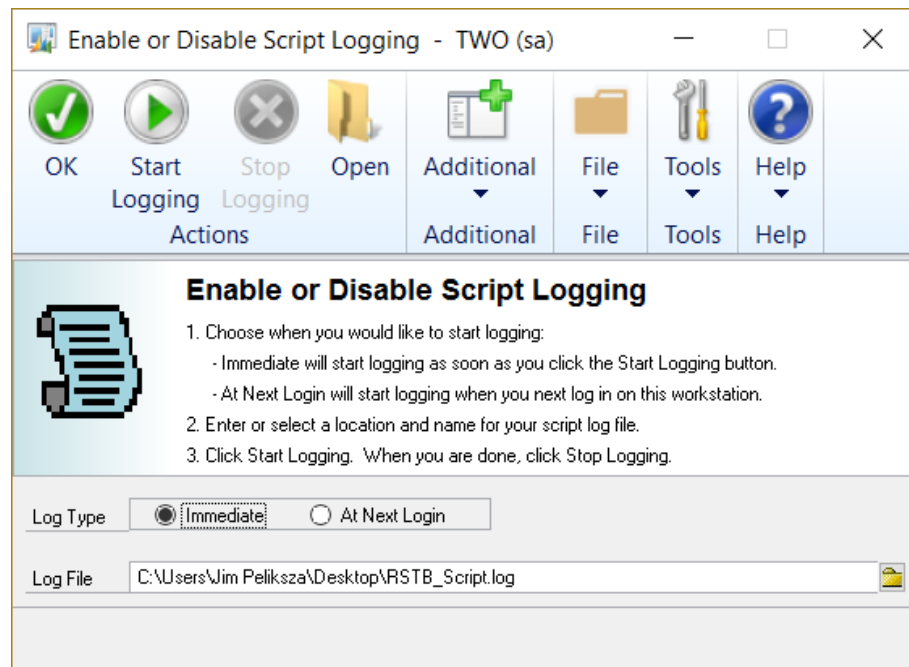 Enable or Disable Script Logging - TWO (sa)
OK Start Logging Stop Logging Open Additional File Tools Help
Actions Additional File Tools Help
Enable or Disable Script Logging
1. Choose when you would like to start logging:
- Immediate will start logging as soon as you click the Start Logging button.
- At Next Login will start logging when you next log in on this workstation.
2. Enter or select a location and name for your script log file.
3. Click Start Logging. When you are done, click Stop Logging.
Log Type Immediate At Next Login
Log File C:\Users\Jim Peliksza\Desktop\RSTB_Script.log